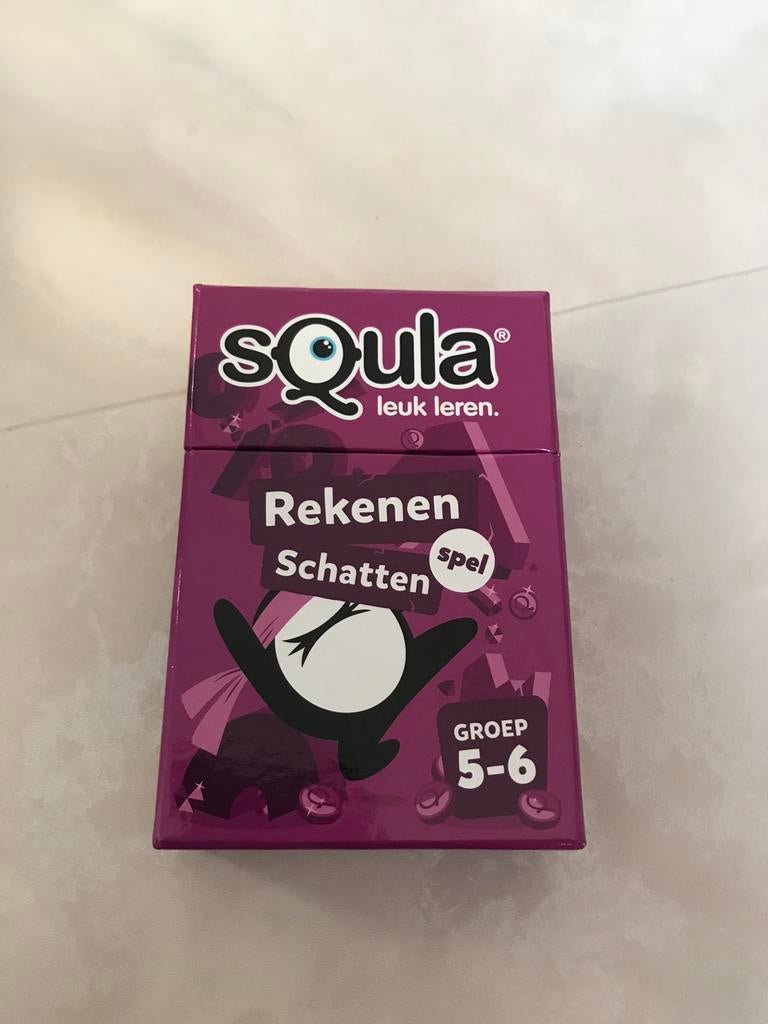 sQula®
leuk leren.
Rekenen
Schatten
spel
GROEP
5-6